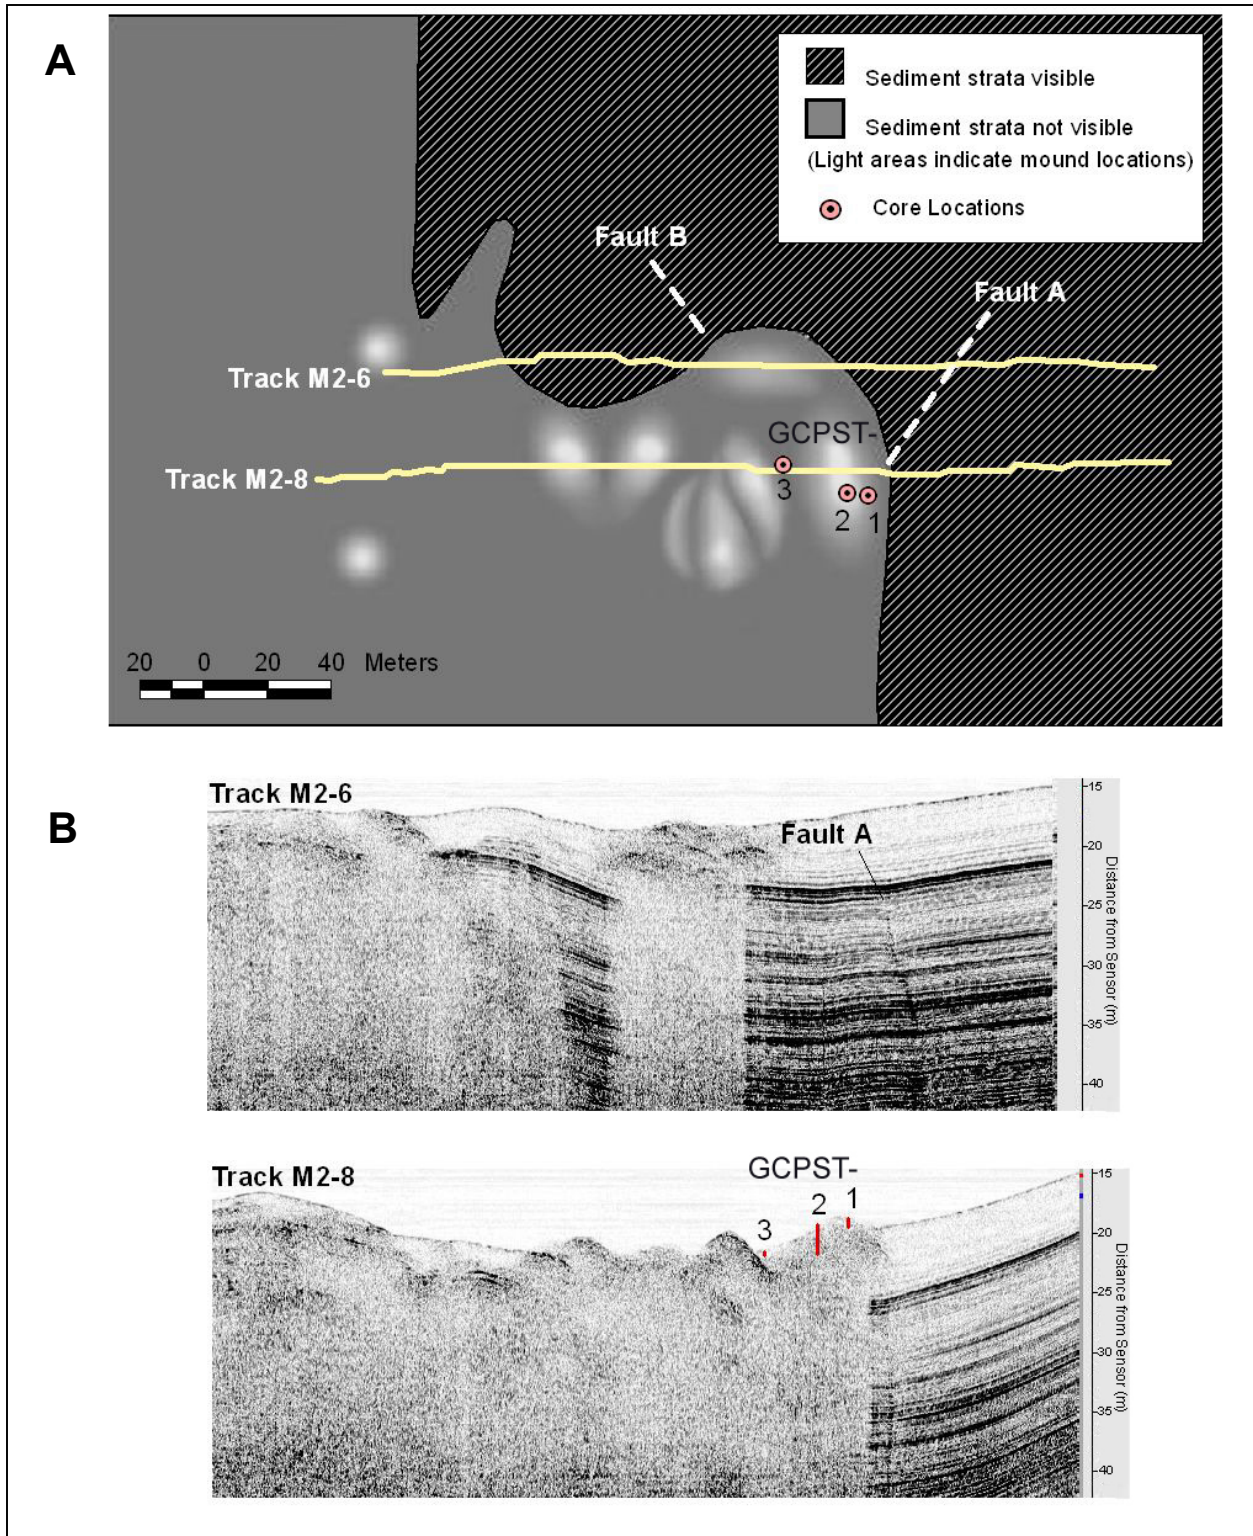 A
Sediment strata visible
Sediment strata not visible
(Light areas indicate mound locations)
Core Locations
Fault B
Fault A
Track M2-6
GCPST-
Track M2-8
3
2
1
20 0 20 40 Meters
B
Track M2-6
Fault A
15
20
25
30
35
40
Distance from Sensor (m)
Track M2-8
GCPST-
1
2
3
15
20
25
30
35
40
Distance from Sensor (m)